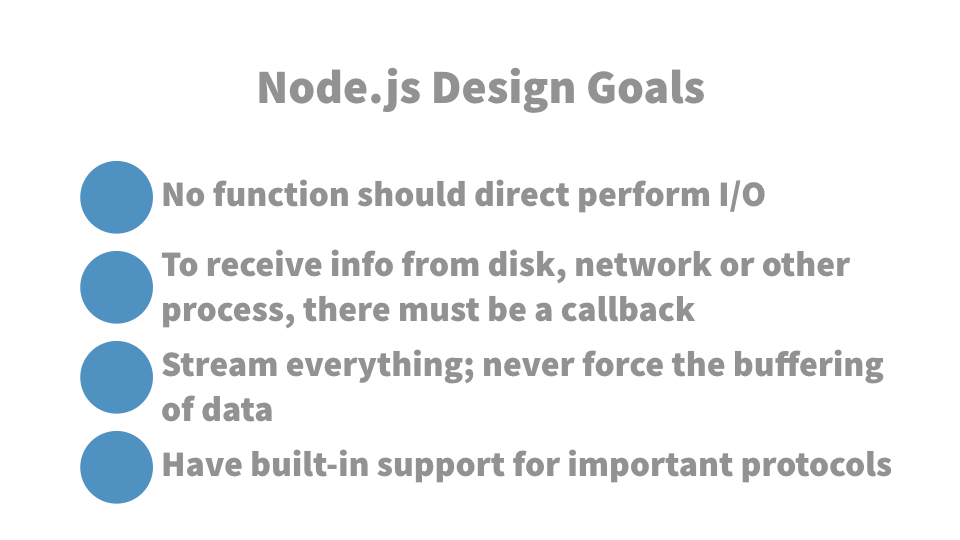 Node.js Design Goals
No function should direct perform I/O
To receive info from disk, network or other
process, there must be a callback
Stream everything; never force the buffering
of data
Have built-in support for important protocols